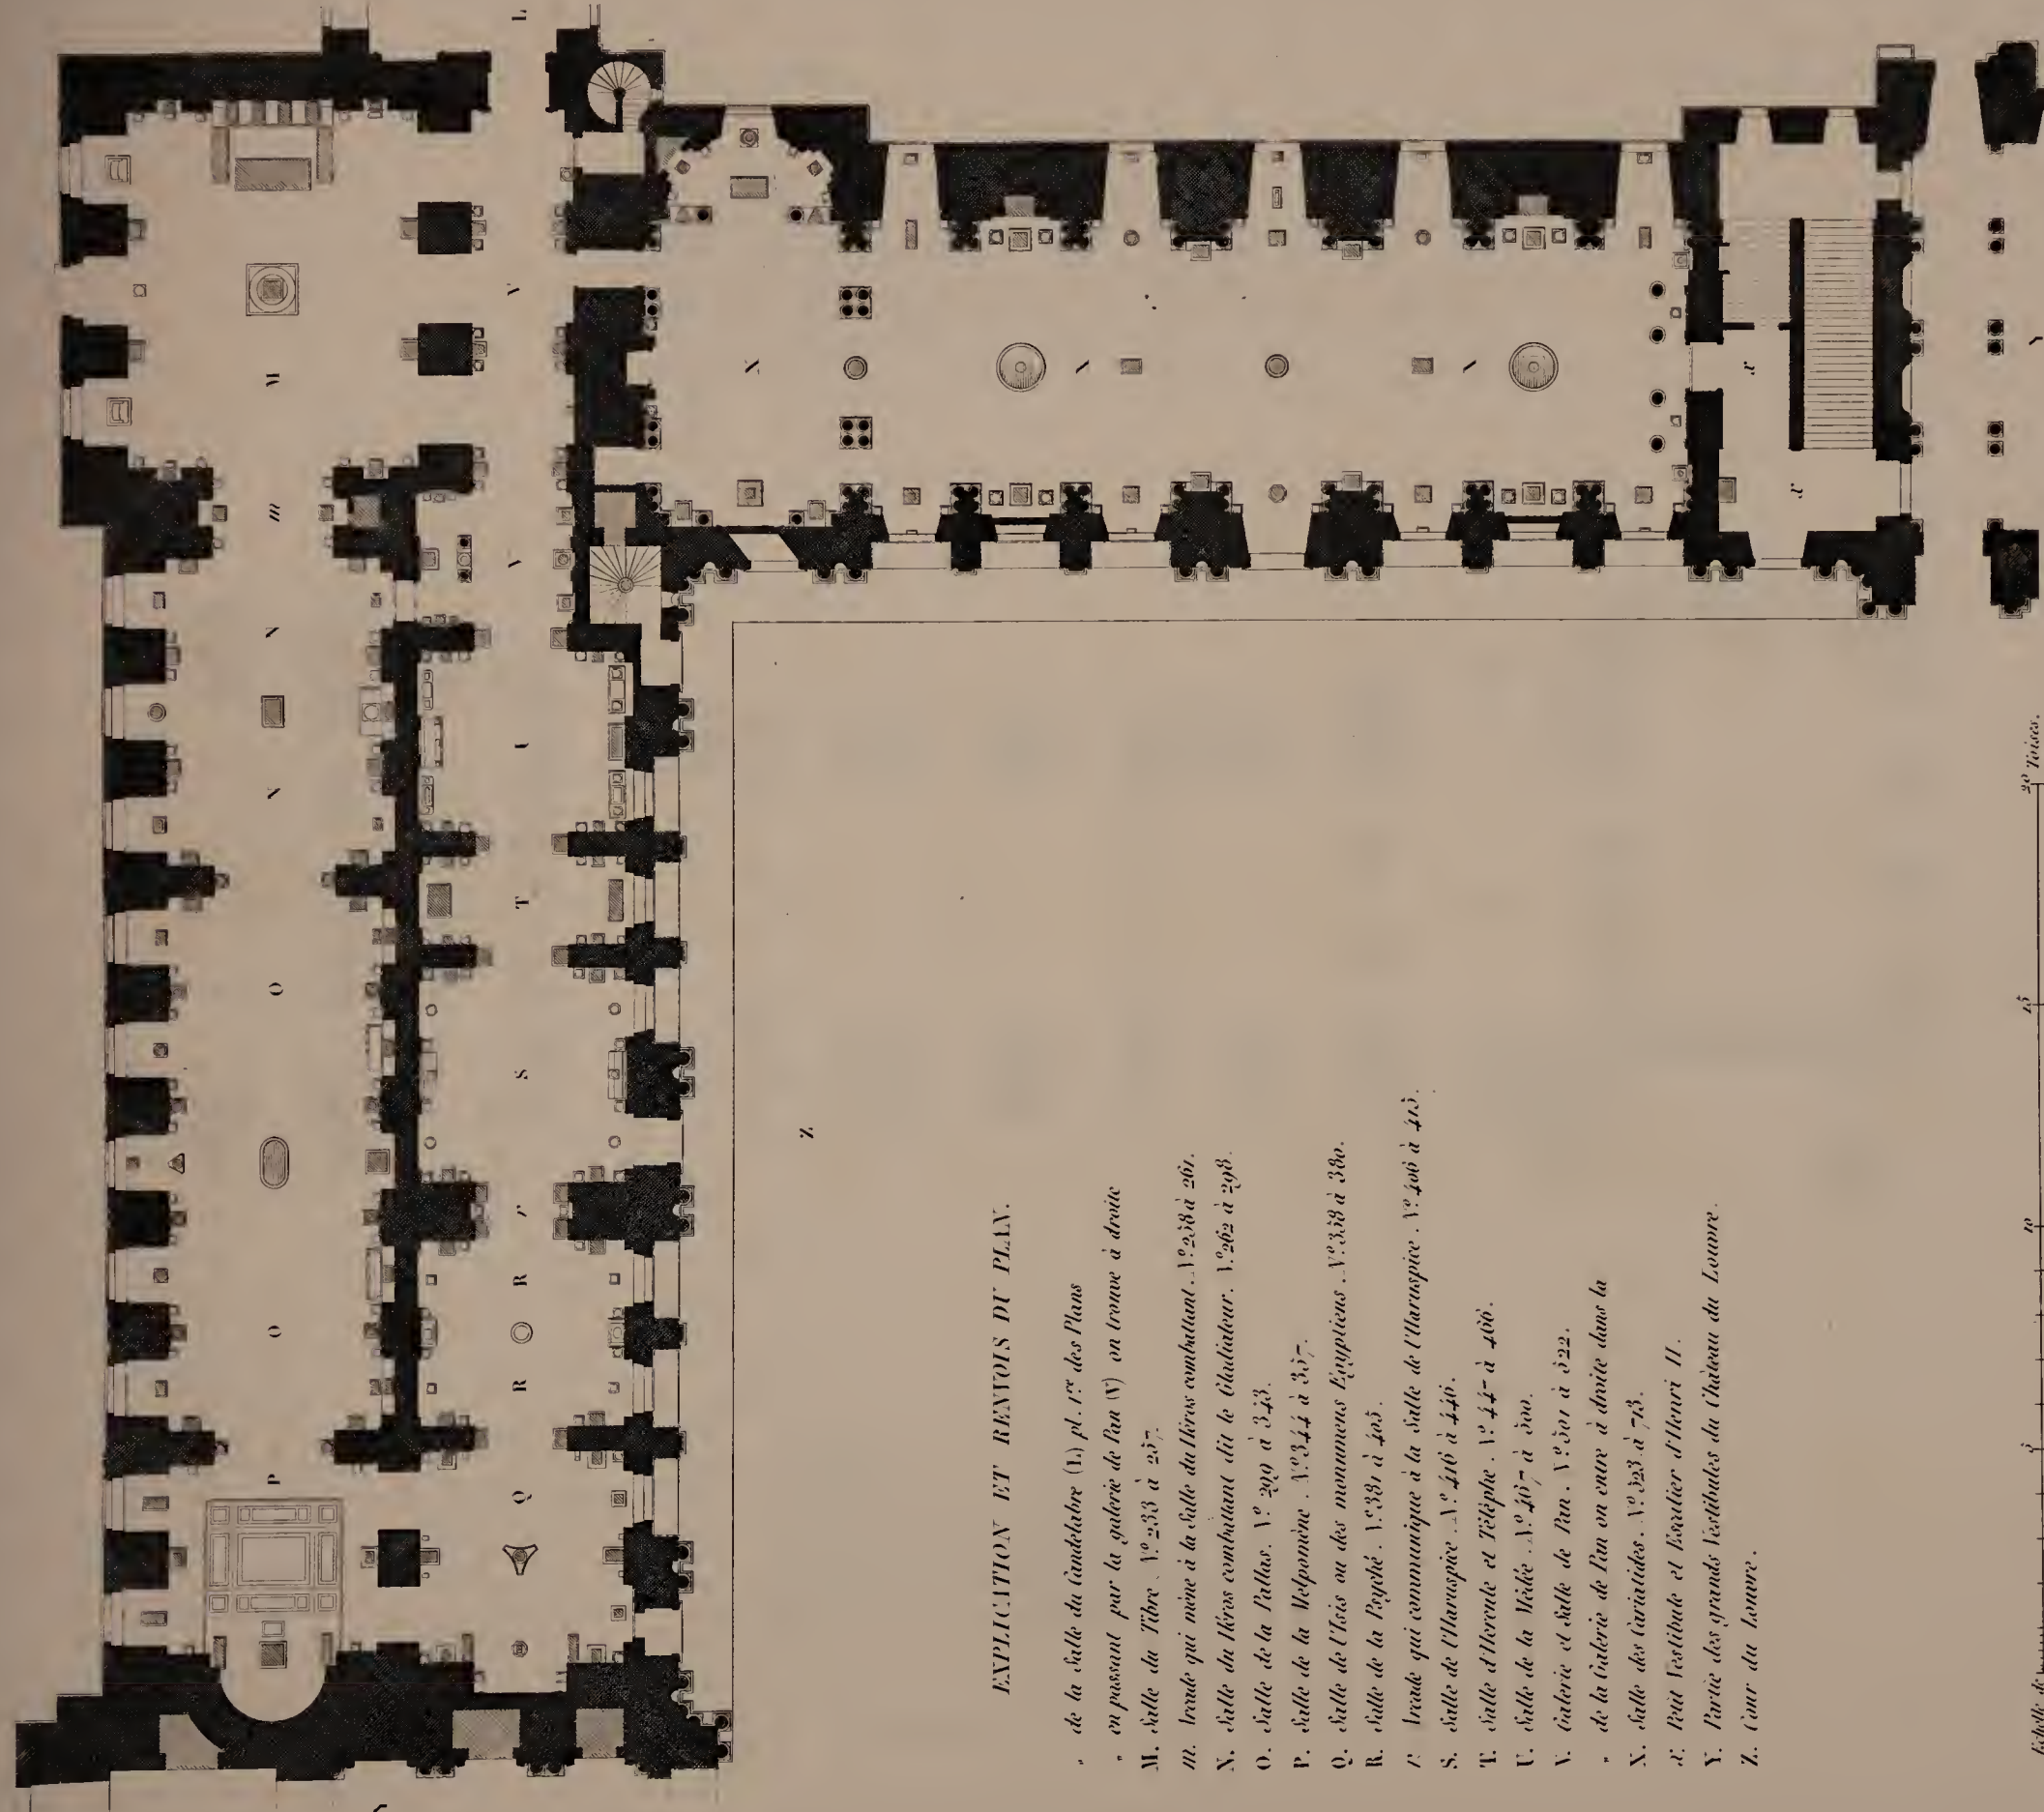 EXPLICATION ET RENVOIS DU PLAN.
" de la Salle du Candelabre (L) pl. 1re des Plans
" en passant par la galerie de Pan (V) on trouve à droite
M. Salle du Tibre. N° 233 à 257.
m. Arcade qui mène à la Salle du Héros combattant. N° 258 à 261.
N. Salle du Héros combattant dit le Gladiateur. N° 262 à 298.
O. Salle de la Pallas. N° 299 à 343.
P. Salle de la Melpomène. N° 344 à 357.
Q. Salle de l'Isis ou des monumens Egyptiens. N° 358 à 380.
R. Salle de la Psyché. N° 381 à 405.
r. Arcade qui communique à la Salle de l'Haruspice. N° 406 à 415.
S. Salle de l'Haruspice. N° 416 à 446.
T. Salle d'Hercule et Télèphe. N° 447 à 466.
U. Salle de la Médée. N° 467 à 500.
V. Galerie et Salle de Pan. N° 501 à 522.
" de la Galerie de Pan on entre à droite dans la
X. Salle des Cariatides. N° 523 à 713.
x. Petit Vestibule et Escalier d'Henri II.
Y. Partie des grands Vestibules du Château du Louvre.
Z. Cour du Louvre.
Echelle de
5
10
15
20 Toises.
L
V
M
m
V
N
N
O
O
P
T
S
r
R
R
Q
X
x
x
Y
Z